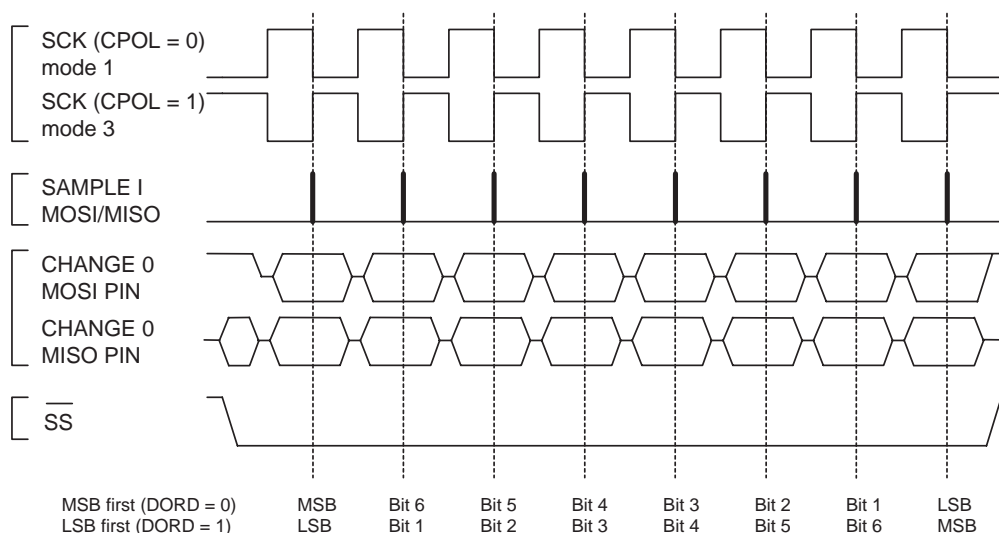 SCK (CPOL = 0)
mode 1
SCK (CPOL = 1)
mode 3
SAMPLE I
MOSI/MISO
CHANGE 0
MOSI PIN
CHANGE 0
MISO PIN
SS
MSB first (DORD = 0) MSB Bit 6 Bit 5 Bit 4 Bit 3 Bit 2 Bit 1 LSB
LSB first (DORD = 1) LSB Bit 1 Bit 2 Bit 3 Bit 4 Bit 5 Bit 6 MSB